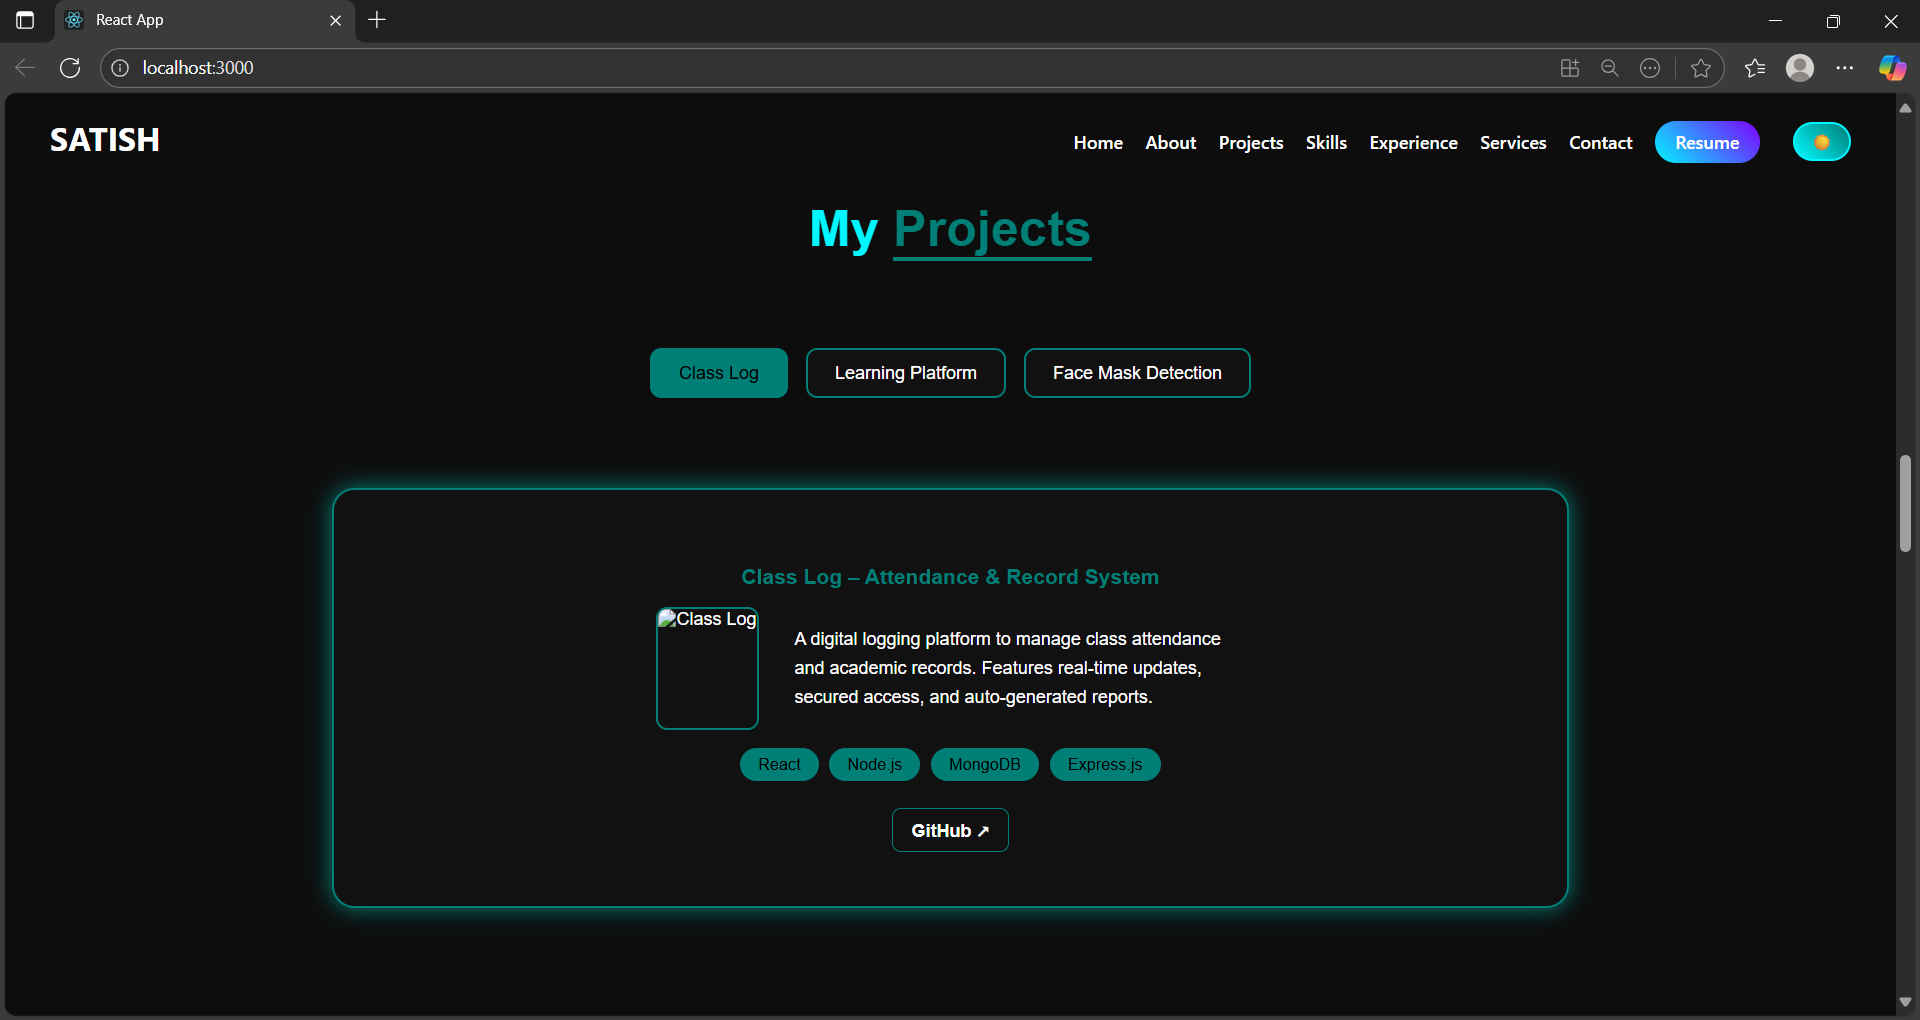 React App
localhost:3000
SATISH
Home About Projects Skills Experience Services Contact Resume
My Projects
Class Log Learning Platform Face Mask Detection
Class Log – Attendance & Record System
Class Log
A digital logging platform to manage class attendance
and academic records. Features real-time updates,
secured access, and auto-generated reports.
React Node.js MongoDB Express.js
GitHub ↗